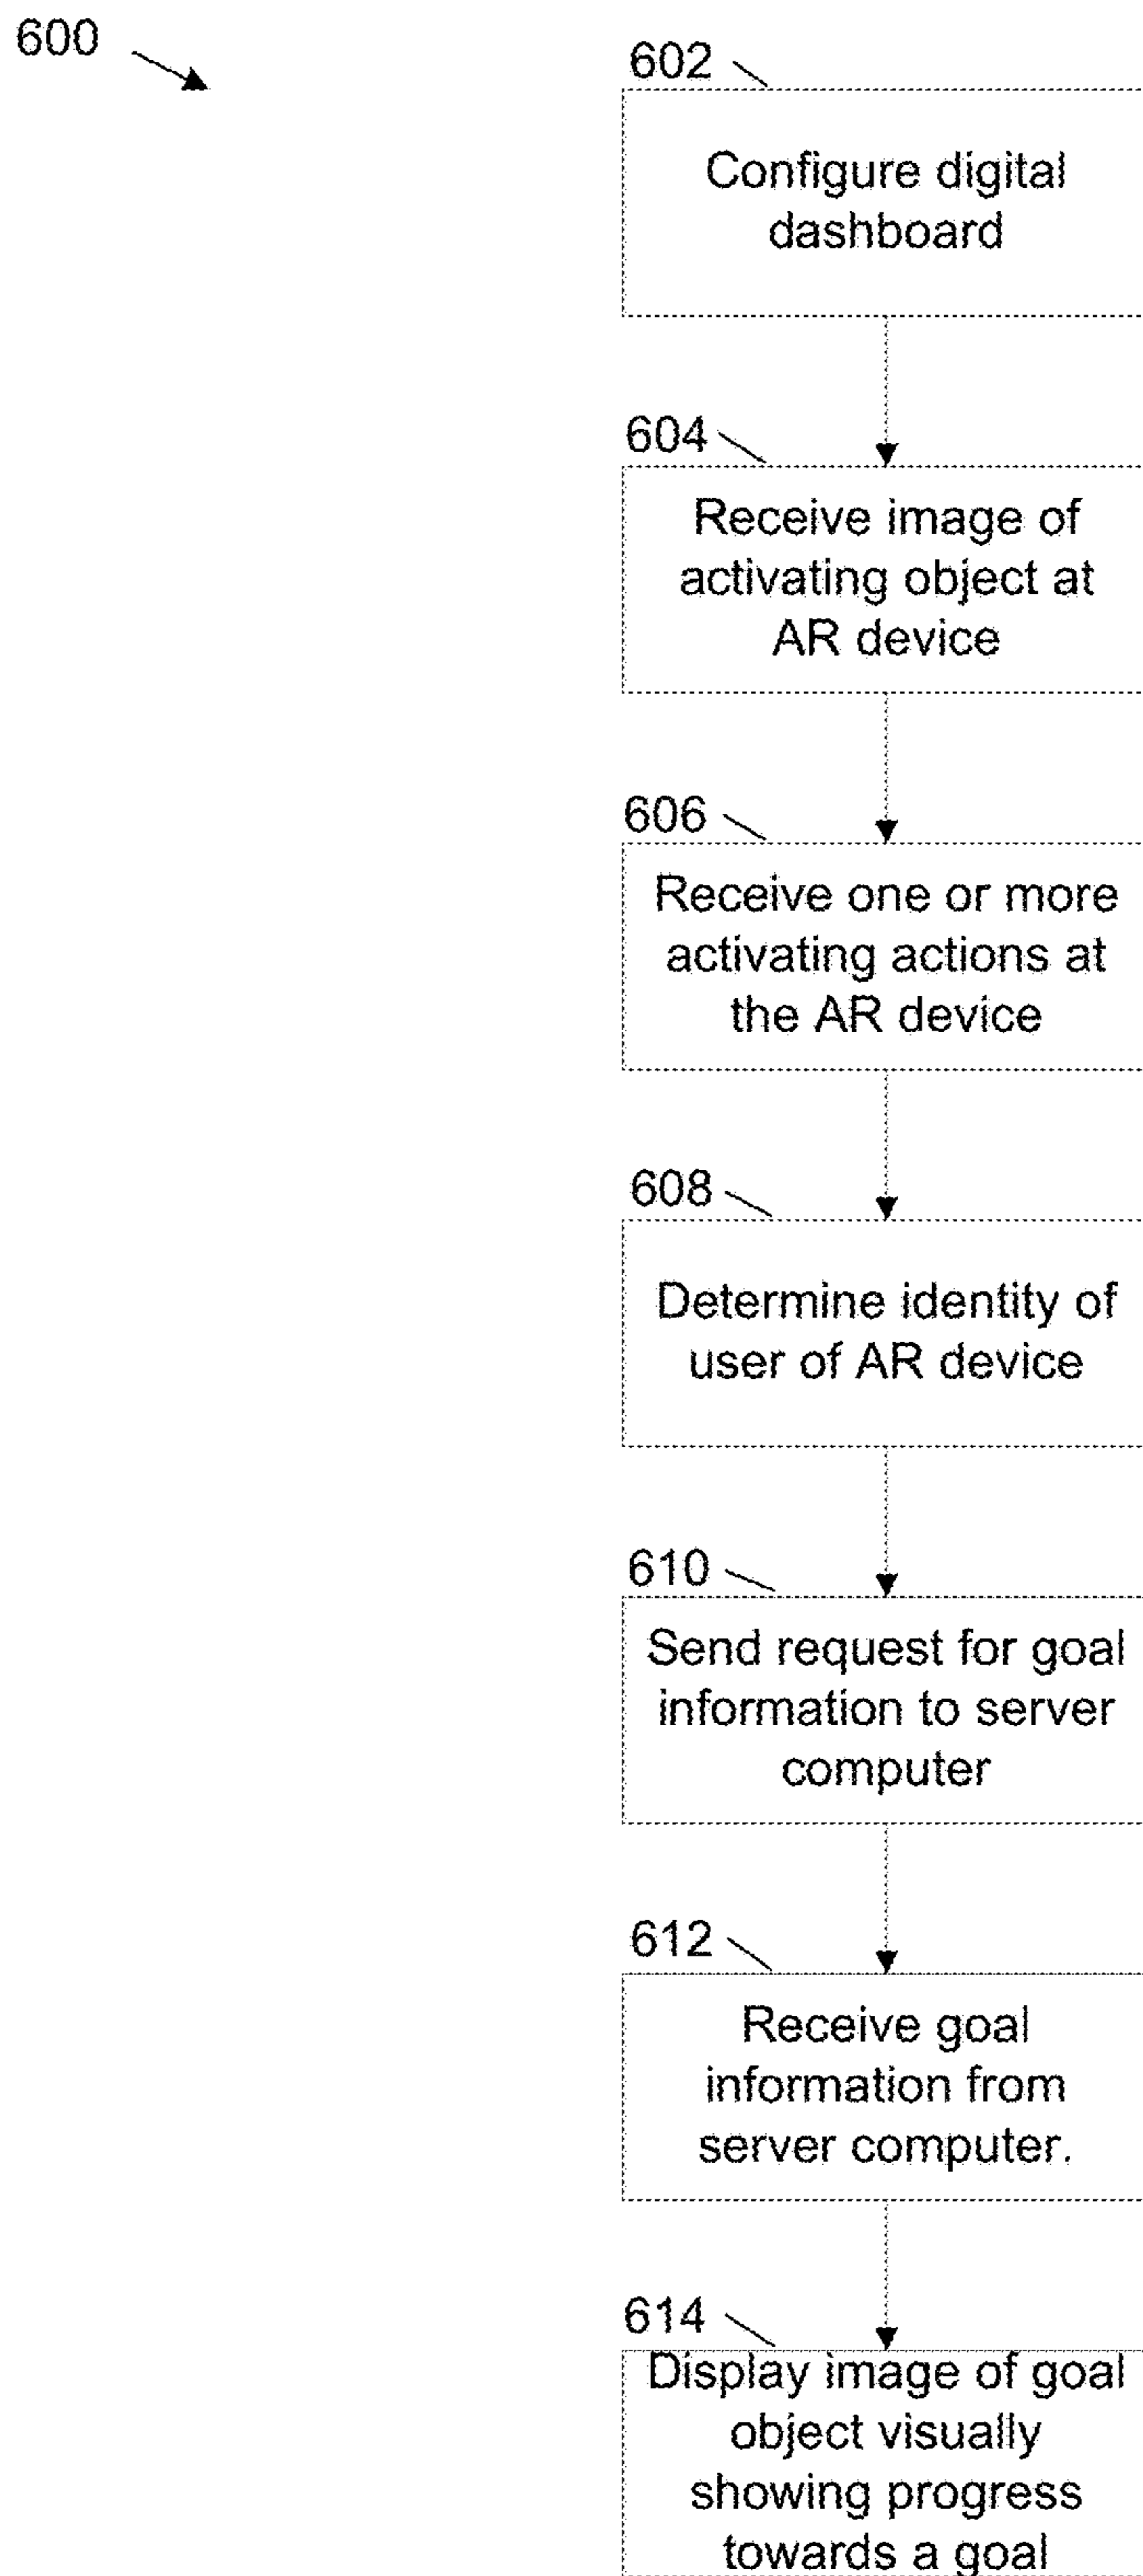 600
602
Configure digital
dashboard
604
Receive image of
activating object at
AR device
606
Receive one or more
activating actions at
the AR device
608
Determine identity of
user of AR device
610
Send request for goal
information to server
computer
612
Receive goal
information from
server computer.
614
Display image of goal
object visually
showing progress
towards a goal